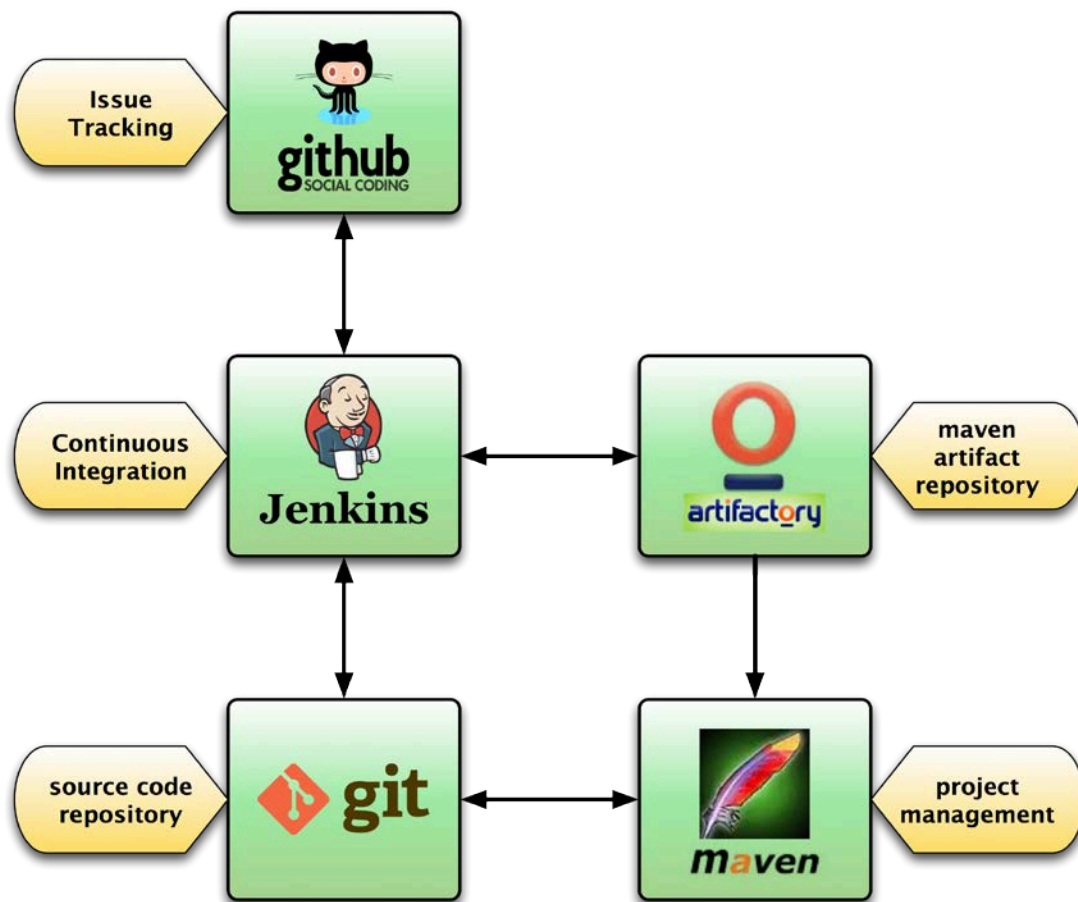 Issue
Tracking
github
SOCIAL CODING
Continuous
Integration
Jenkins
artifactory
maven
artifact
repository
source code
repository
git
maven
project
management